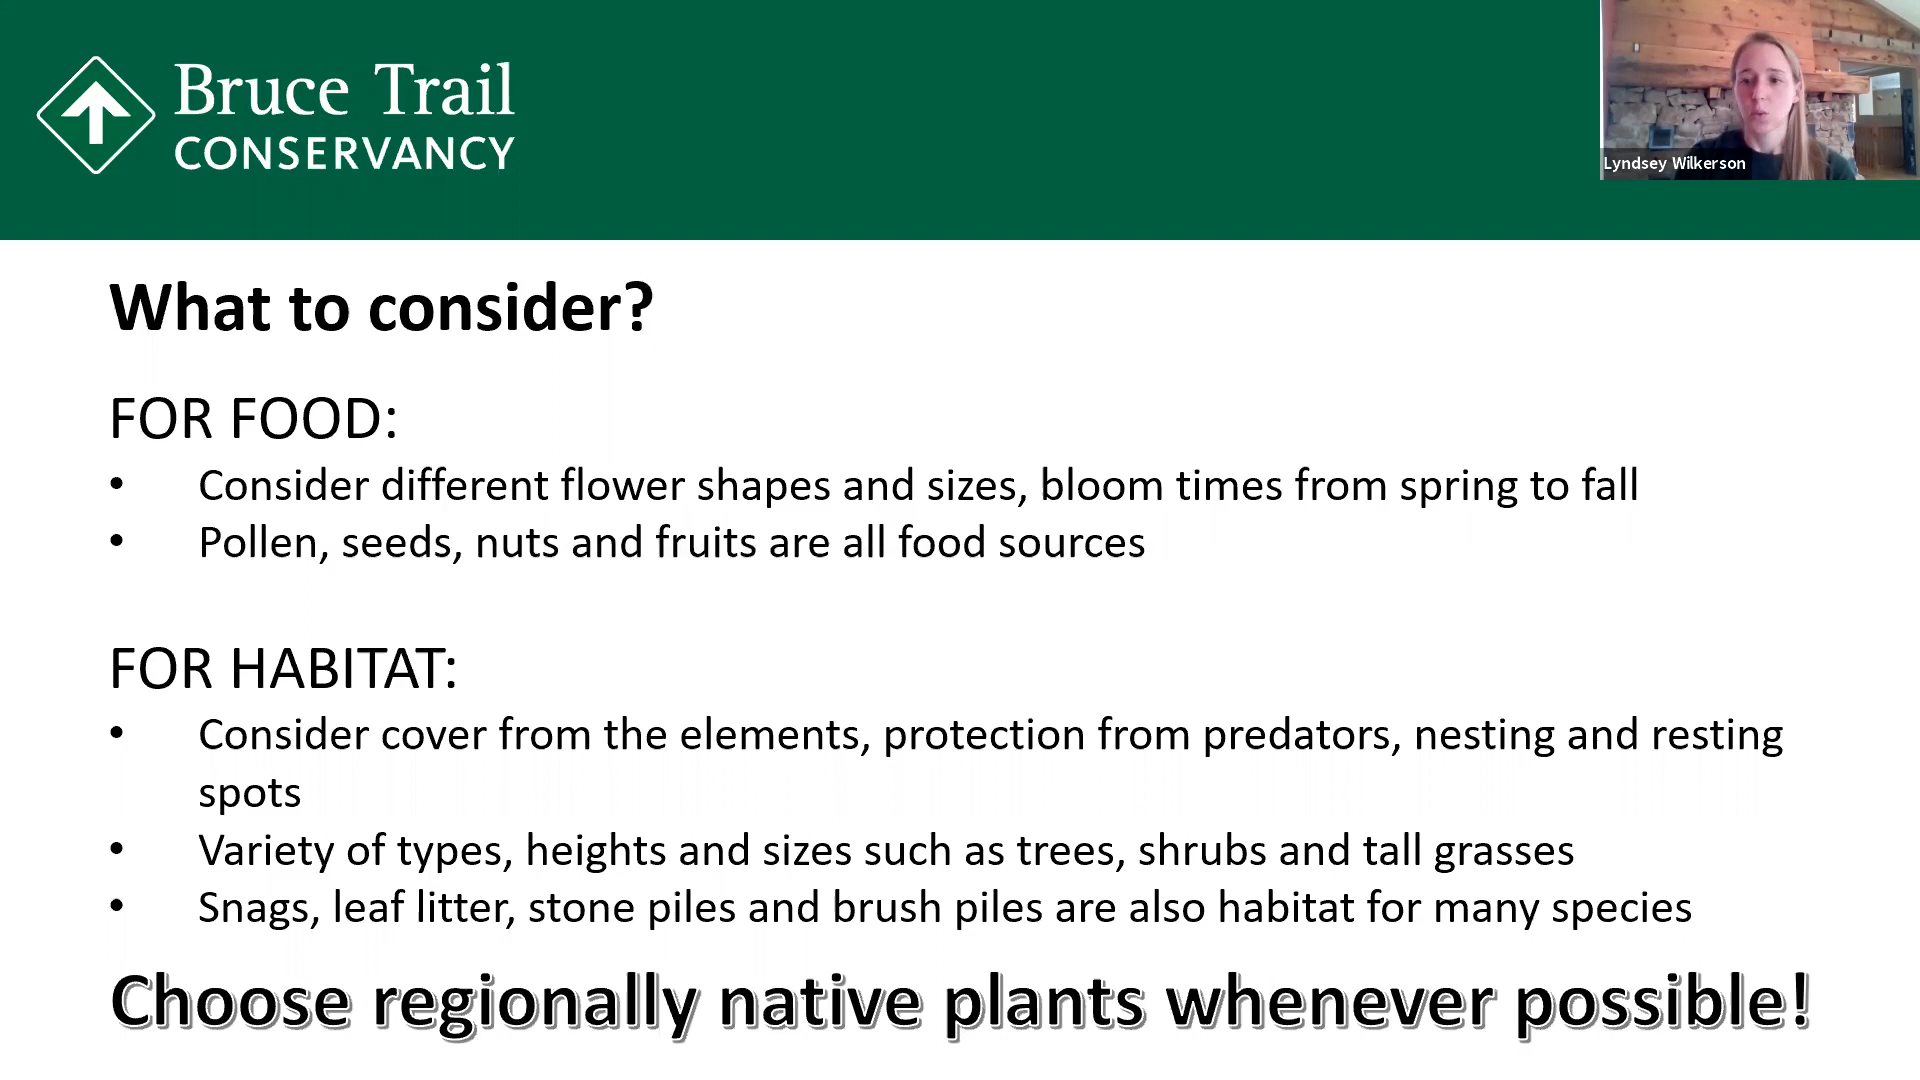 Bruce Trail
CONSERVANCY
Lyndsey Wilkerson
What to consider?
FOR FOOD:
• Consider different flower shapes and sizes, bloom times from spring to fall
• Pollen, seeds, nuts and fruits are all food sources
FOR HABITAT:
• Consider cover from the elements, protection from predators, nesting and resting
spots
• Variety of types, heights and sizes such as trees, shrubs and tall grasses
• Snags, leaf litter, stone piles and brush piles are also habitat for many species
Choose regionally native plants whenever possible!